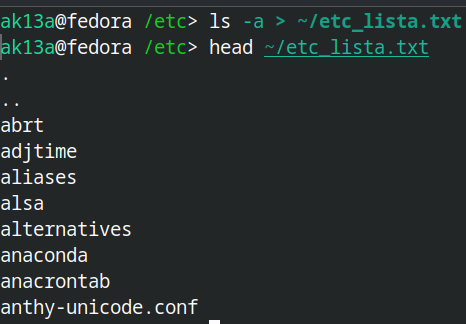 ak13a@fedora /etc> ls -a > ~/etc_lista.txt
ak13a@fedora /etc> head ~/etc_lista.txt
.
..
abrt
adjtime
aliases
alsa
alternatives
anaconda
anacrontab
anthy-unicode.conf